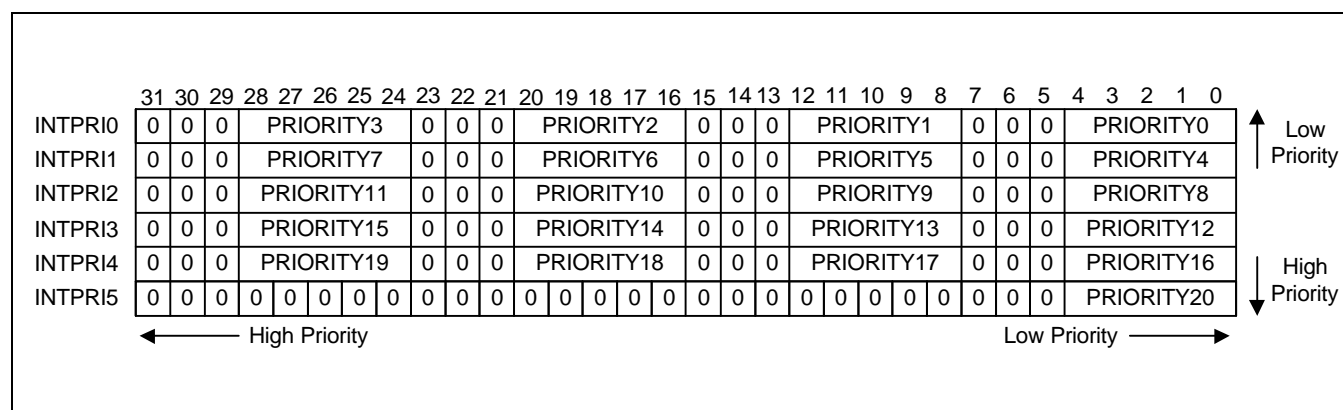 31 30 29 28 27 26 25 24 23 22 21 20 19 18 17 16 15 14 13 12 11 10 9 8 7 6 5 4 3 2 1 0
INTPRI0 0 0 0 PRIORITY3 0 0 0 PRIORITY2 0 0 0 PRIORITY1 0 0 0 PRIORITY0
INTPRI1 0 0 0 PRIORITY7 0 0 0 PRIORITY6 0 0 0 PRIORITY5 0 0 0 PRIORITY4
INTPRI2 0 0 0 PRIORITY11 0 0 0 PRIORITY10 0 0 0 PRIORITY9 0 0 0 PRIORITY8
INTPRI3 0 0 0 PRIORITY15 0 0 0 PRIORITY14 0 0 0 PRIORITY13 0 0 0 PRIORITY12
INTPRI4 0 0 0 PRIORITY19 0 0 0 PRIORITY18 0 0 0 PRIORITY17 0 0 0 PRIORITY16
INTPRI5 0 0 0 0 0 0 0 0 0 0 0 0 0 0 0 0 0 0 0 0 0 0 0 0 0 0 0 PRIORITY20
Low
Priority
High
Priority
High Priority
Low Priority